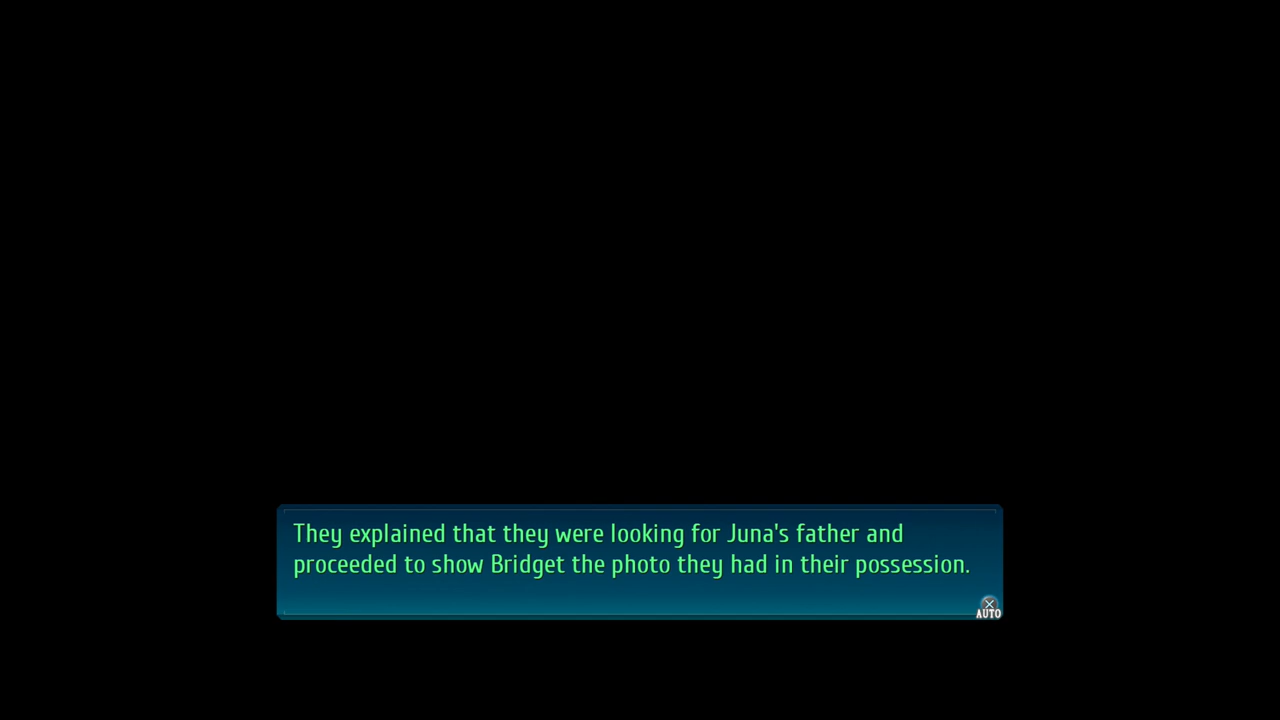 They explained that they were looking for Juna's father and
proceeded to show Bridget the photo they had in their possession.
AUTO